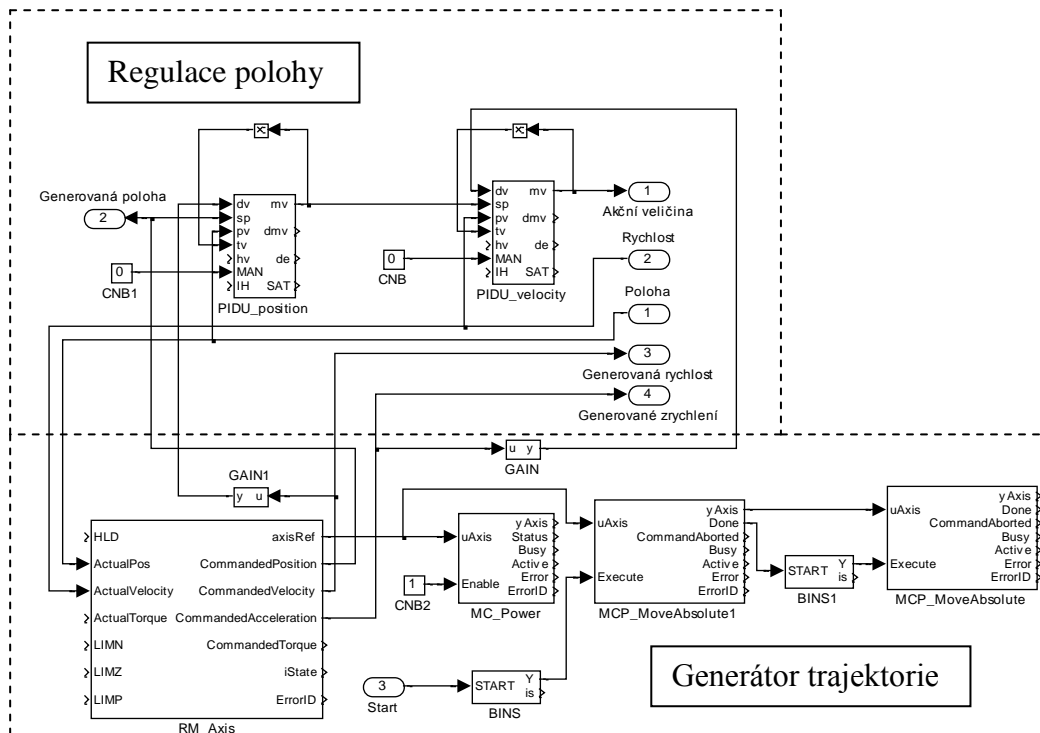 Regulace polohy
Generovaná poloha
2
0
CNB1
dv mv
sp
pv dmv
tv
hv de
MAN
IH SAT
PIDU_position
0
CNB
dv mv
sp
pv dmv
tv
hv de
MAN
IH SAT
PIDU_velocity
1
Akční veličina
Rychlost
2
Poloha
1
3
Generovaná rychlost
4
Generované zrychlení
u y
GAIN
GAIN1
y u
HLD axisRef
ActualPos CommandedPosition
ActualVelocity CommandedVelocity
ActualTorque CommandedAcceleration
LIMN CommandedTorque
LIMZ iState
LIMP ErrorID
RM_Axis
1
CNB2
yAxis
uAxis Status
Busy
Active
Enable Error
ErrorID
MC_Power
yAxis
uAxis Done
CommandAborted
Busy
Active
Execute Error
ErrorID
MCP_MoveAbsolute1
START Y
is
BINS1
yAxis
Done
uAxis CommandAborted
Busy
Active
Execute Error
ErrorID
MCP_MoveAbsolute
3
Start
START Y
is
BINS
Generátor trajektorie